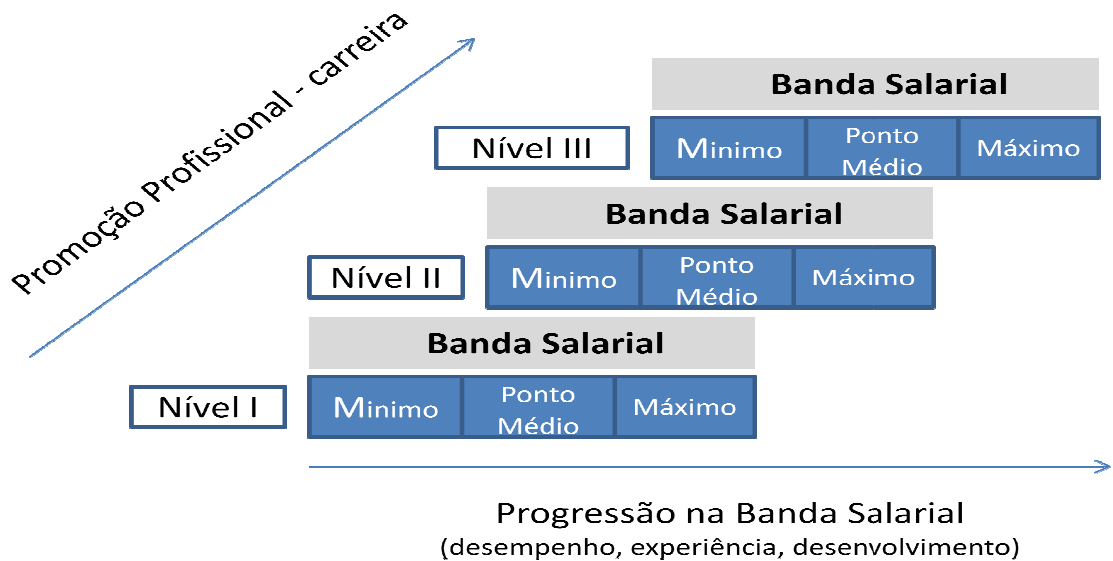 Promoção Profissional - carreira
Banda Salarial
Nível III
Minimo
Ponto
Médio
Máximo
Banda Salarial
Nível II
Minimo
Ponto
Médio
Máximo
Banda Salarial
Nível I
Minimo
Ponto
Médio
Máximo
Progressão na Banda Salarial
(desempenho, experiência, desenvolvimento)